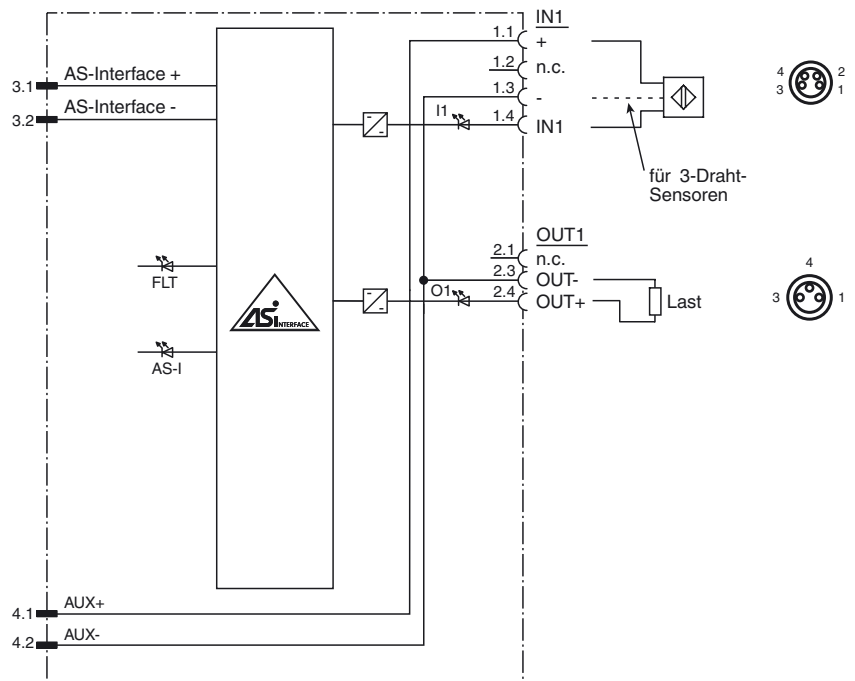 IN1
1.1
+
1.2
n.c.
1.3
-
1.4
IN1
I1
3.1
AS-Interface +
3.2
AS-Interface -
4 2
3 1
für 3-Draht-
Sensoren
OUT1
2.1
n.c.
2.3
OUT-
2.4
OUT+
O1
Last
4
3 1
FLT
ASi INTERFACE
AS-I
4.1
AUX+
4.2
AUX-